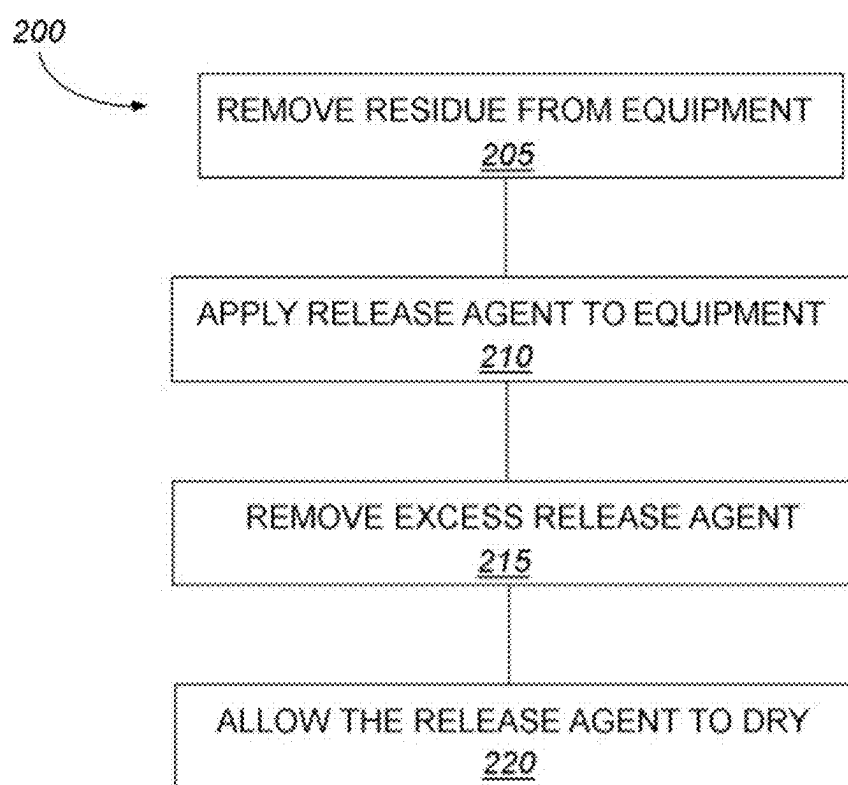 200
REMOVE RESIDUE FROM EQUIPMENT
205
APPLY RELEASE AGENT TO EQUIPMENT
210
REMOVE EXCESS RELEASE AGENT
215
ALLOW THE RELEASE AGENT TO DRY
220